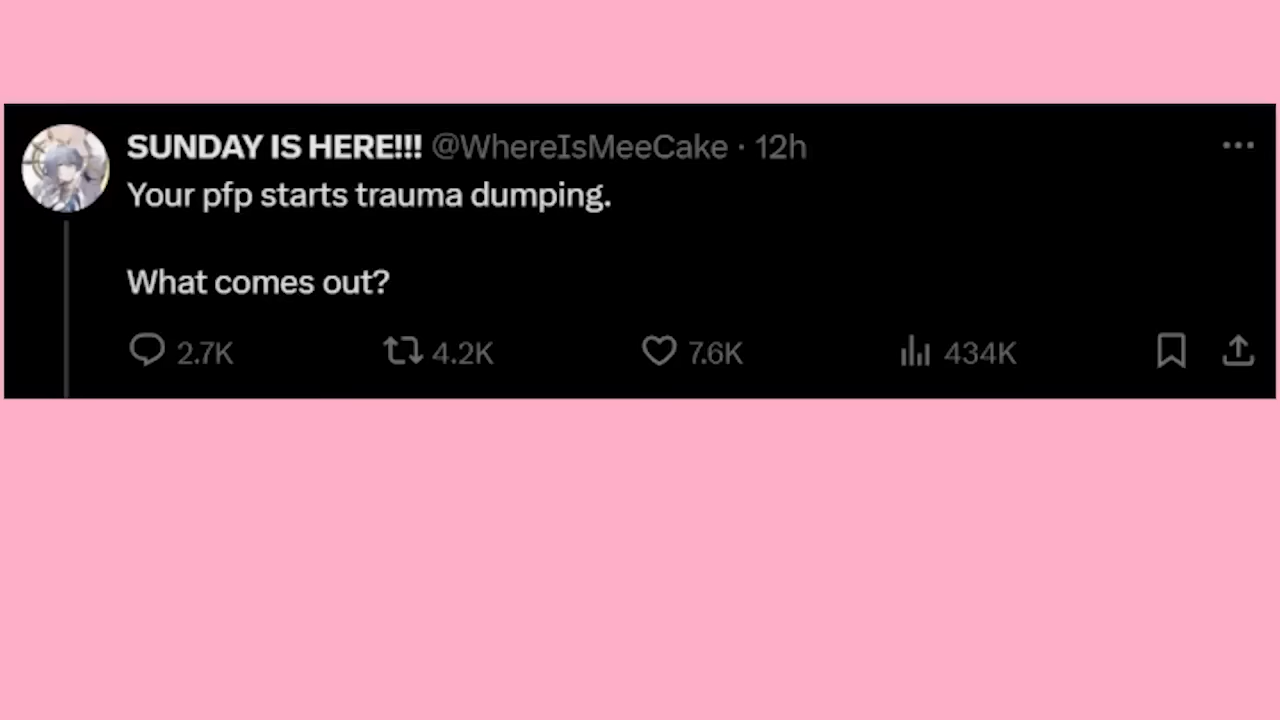 SUNDAY IS HERE!!! @WhereIsMeeCake · 12h
Your pfp starts trauma dumping.
What comes out?
2.7K 4.2K 7.6K 434K